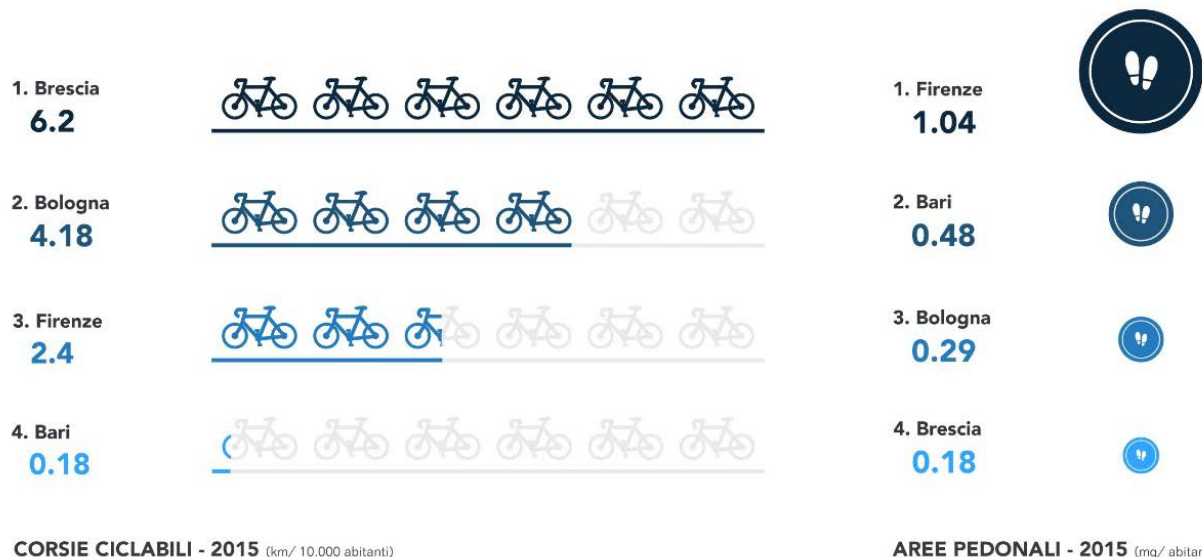 1. Brescia
6.2
2. Bologna
4.18
3. Firenze
2.4
4. Bari
0.18
CORSIE CICLABILI - 2015 (km/ 10.000 abitanti)
1. Firenze
1.04
2. Bari
0.48
3. Bologna
0.29
4. Brescia
0.18
AREE PEDONALI - 2015 (mq/